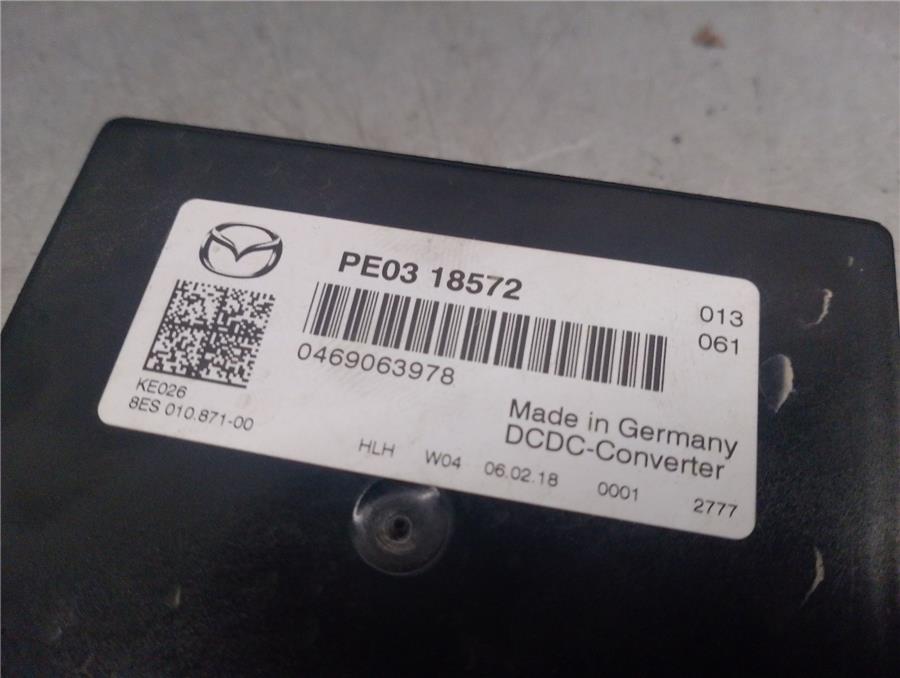 PE03 18572
013
061
0469063978
KE026
8ES 010.871-00
Made in Germany
DCDC-Converter
HLH W04 06.02.18 0001 2777